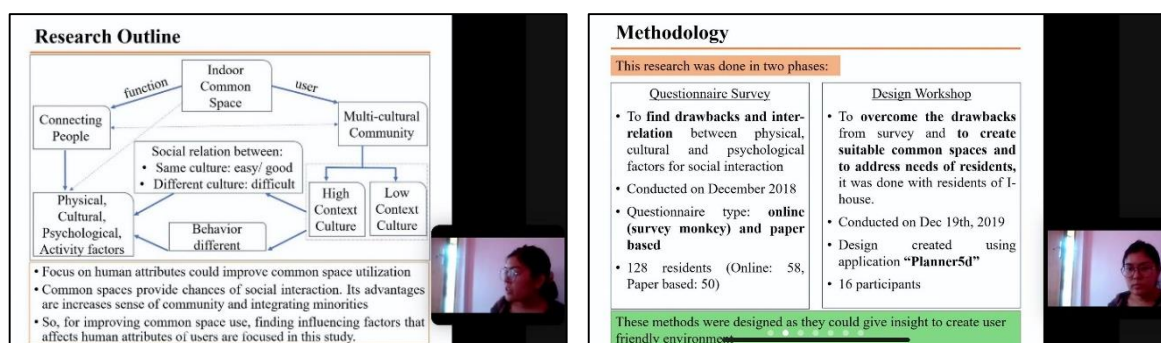 Research Outline
Indoor
Common
Space
function
user
Connecting
People
Multi-cultural
Community
Social relation between:
• Same culture: easy/ good
• Different culture: difficult
Physical,
Cultural,
Psychological,
Activity factors
Behavior
different
High
Context
Culture
Low
Context
Culture
• Focus on human attributes could improve common space utilization
• Common spaces provide chances of social interaction. Its advantages
are increases sense of community and integrating minorities
• So, for improving common space use, finding influencing factors that
affects human attributes of users are focused in this study.
Methodology
This research was done in two phases:
Questionnaire Survey
• To find drawbacks and inter-
relation between physical,
cultural and psychological
factors for social interaction
• Conducted on December 2018
• Questionnaire type: online
(survey monkey) and paper
based
• 128 residents (Online: 58,
Paper based: 50)
Design Workshop
• To overcome the drawbacks
from survey and to create
suitable common spaces and
to address needs of residents,
it was done with residents of I-
house.
• Conducted on Dec 19th, 2019
• Design created using
application “Planner5d”
• 16 participants
These methods were designed as they could give insight to create user
friendly environment